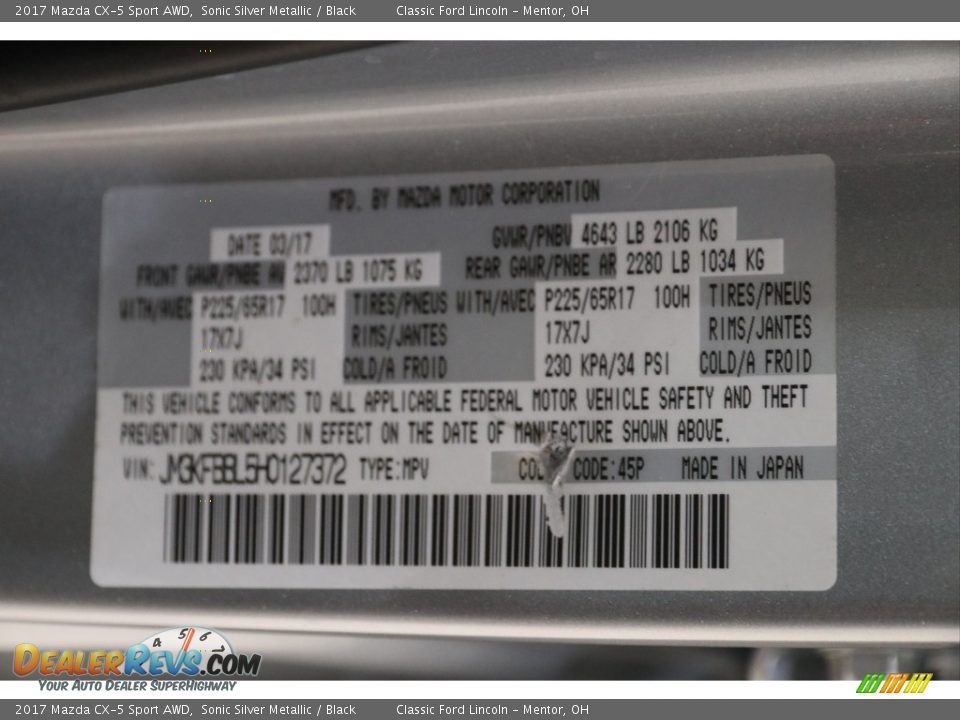 2017 Mazda CX-5 Sport AWD, Sonic Silver Metallic / Black Classic Ford Lincoln - Mentor, OH
MFD. BY MAZDA MOTOR CORPORATION
DATE 03/17 GVWR/PNBV 4643 LB 2106 KG
FRONT GAWR/PNBE AV 2370 LB 1075 KG REAR GAWR/PNBE AR 2280 LB 1034 KG
WITH/AVEC P225/65R17 100H TIRES/PNEUS WITH/AVEC P225/65R17 100H TIRES/PNEUS
17X7J RIMS/JANTES 17X7J RIMS/JANTES
230 KPA/34 PSI COLD/A FROID 230 KPA/34 PSI COLD/A FROID
THIS VEHICLE CONFORMS TO ALL APPLICABLE FEDERAL MOTOR VEHICLE SAFETY AND THEFT
PREVENTION STANDARDS IN EFFECT ON THE DATE OF MANUFACTURE SHOWN ABOVE.
VIN: TYPE:MPV CODE:45P MADE IN JAPAN
4 5 6
DEALERREVS.COM
YOUR AUTO DEALER SUPERHIGHWAY
2017 Mazda CX-5 Sport AWD, Sonic Silver Metallic / Black Classic Ford Lincoln - Mentor, OH